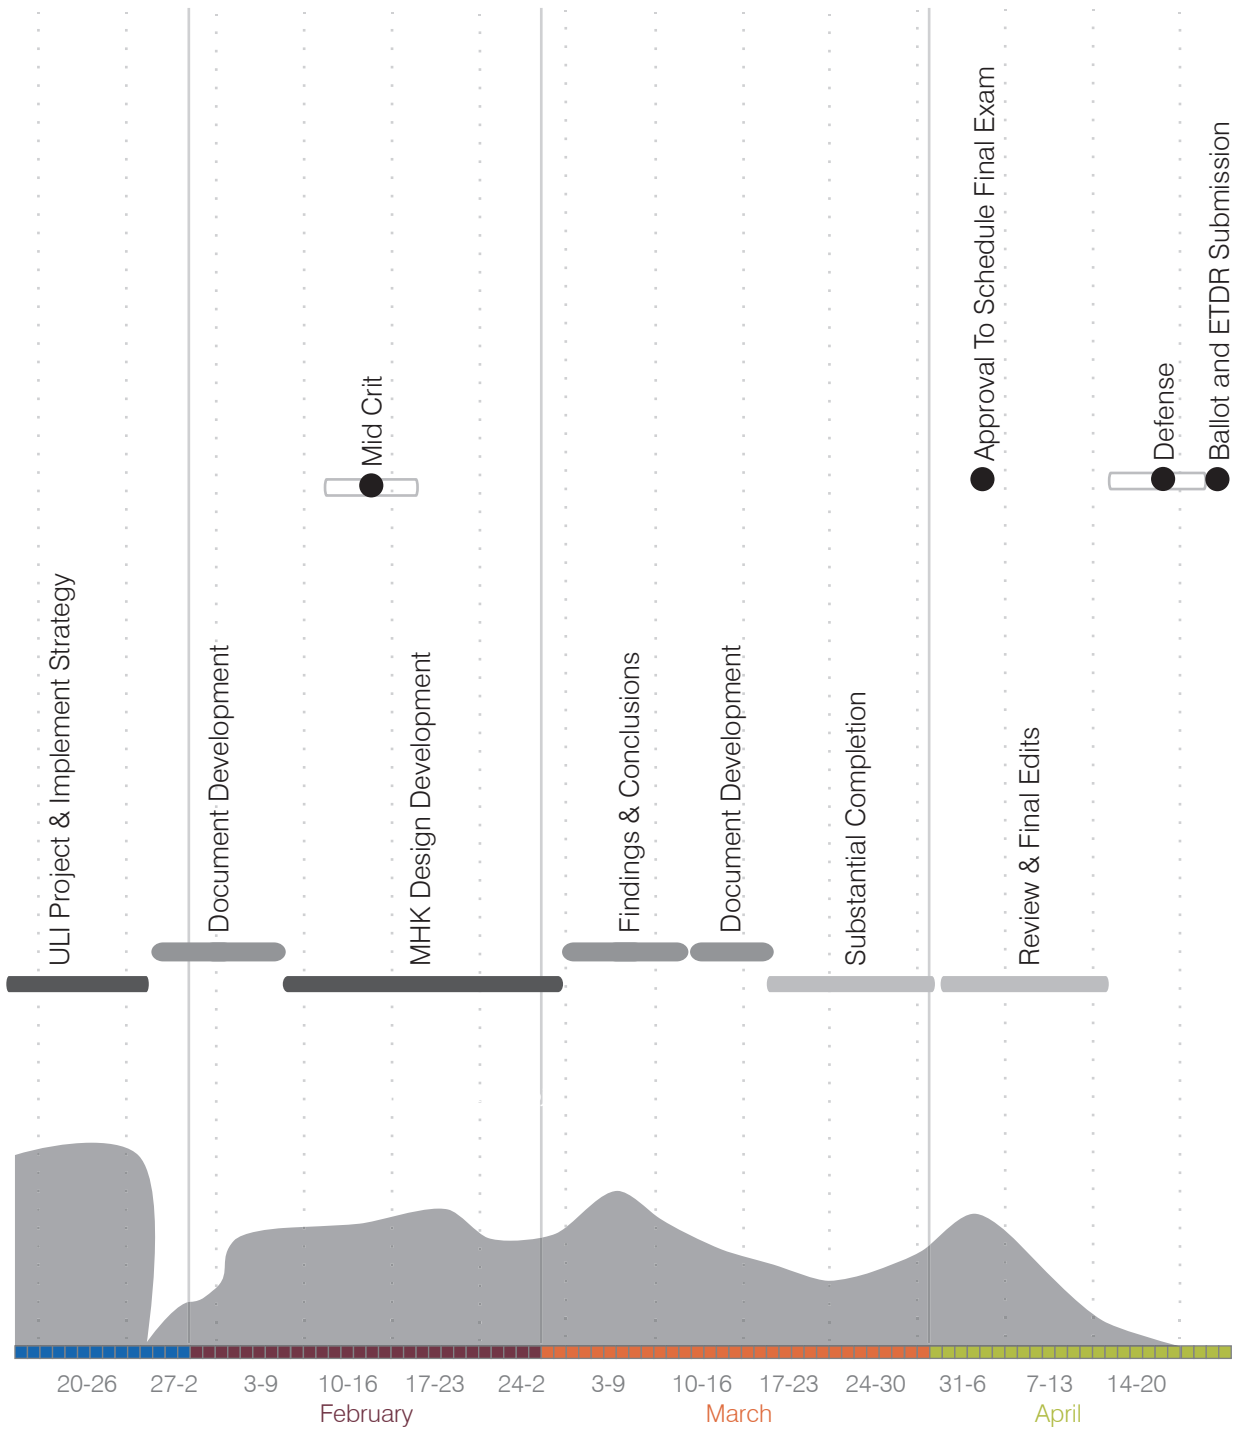 Approval To Schedule Final Exam
Ballot and ETDR Submission
Defense
Mid Crit
ULI Project & Implement Strategy
Document Development
MHK Design Development
Findings & Conclusions
Document Development
Substantial Completion
Review & Final Edits
20-26 27-2 3-9 10-16 17-23 24-2 3-9 10-16 17-23 24-30 31-6 7-13 14-20
February March April